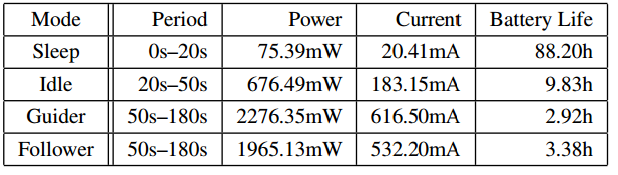 Mode Period Power Current Battery Life
Sleep 0s–20s 75.39mW 20.41mA 88.20h
Idle 20s–50s 676.49mW 183.15mA 9.83h
Guider 50s–180s 2276.35mW 616.50mA 2.92h
Follower 50s–180s 1965.13mW 532.20mA 3.38h